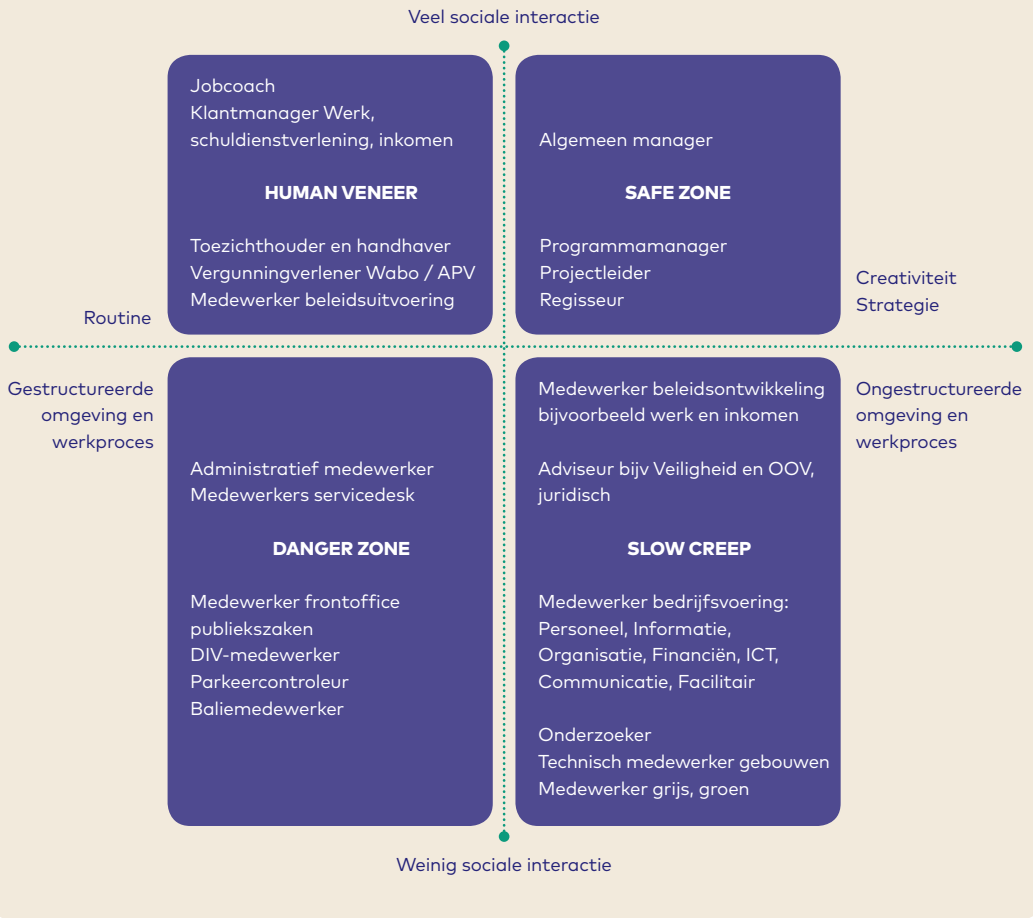 Veel sociale interactie
Jobcoach
Klantmanager Werk,
schuldienstverlening, inkomen
HUMAN VENEER
Toezichthouder en handhaver
Vergunningverlener Wabo / APV
Medewerker beleidsuitvoering
Algemeen manager
SAFE ZONE
Programmamanager
Projectleider
Regisseur
Creativiteit
Strategie
Routine
Gestructureerde
omgeving en
werkproces
Administratief medewerker
Medewerkers servicedesk
DANGER ZONE
Medewerker frontoffice
publiekszaken
DIV-medewerker
Parkeercontroleur
Baliemedewerker
Medewerker beleidsontwikkeling
bijvoorbeeld werk en inkomen
Adviseur bijv Veiligheid en OOV,
juridisch
SLOW CREEP
Medewerker bedrijfsvoering:
Personeel, Informatie,
Organisatie, Financiën, ICT,
Communicatie, Facilitair
Onderzoeker
Technisch medewerker gebouwen
Medewerker grijs, groen
Ongestructureerde
omgeving en
werkproces
Weinig sociale interactie